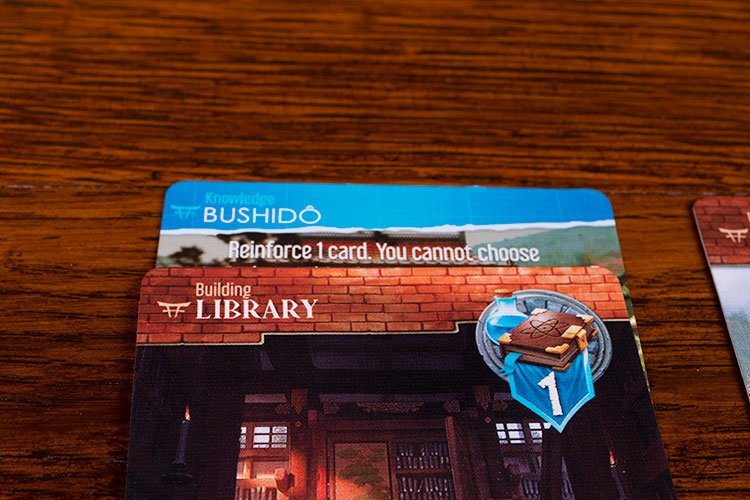 Knowledge
BUSHIDÔ
Reinforce 1 card. You cannot choose
Building
LIBRARY
1